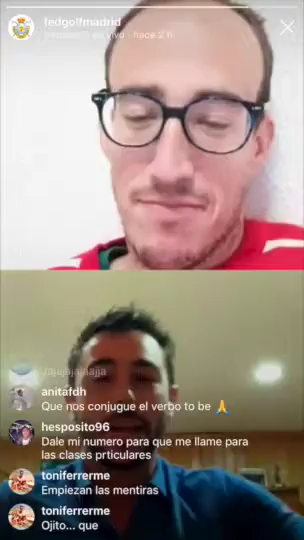 fedgolfmadrid
en vivo · hace 2 h
anitafdh
Que nos conjugue el verbo to be 🙏
hesposito96
Dale mi numero para que me llame para
las clases prticulares
toniferrerme
Empiezan las mentiras
toniferrerme
Ojito... que